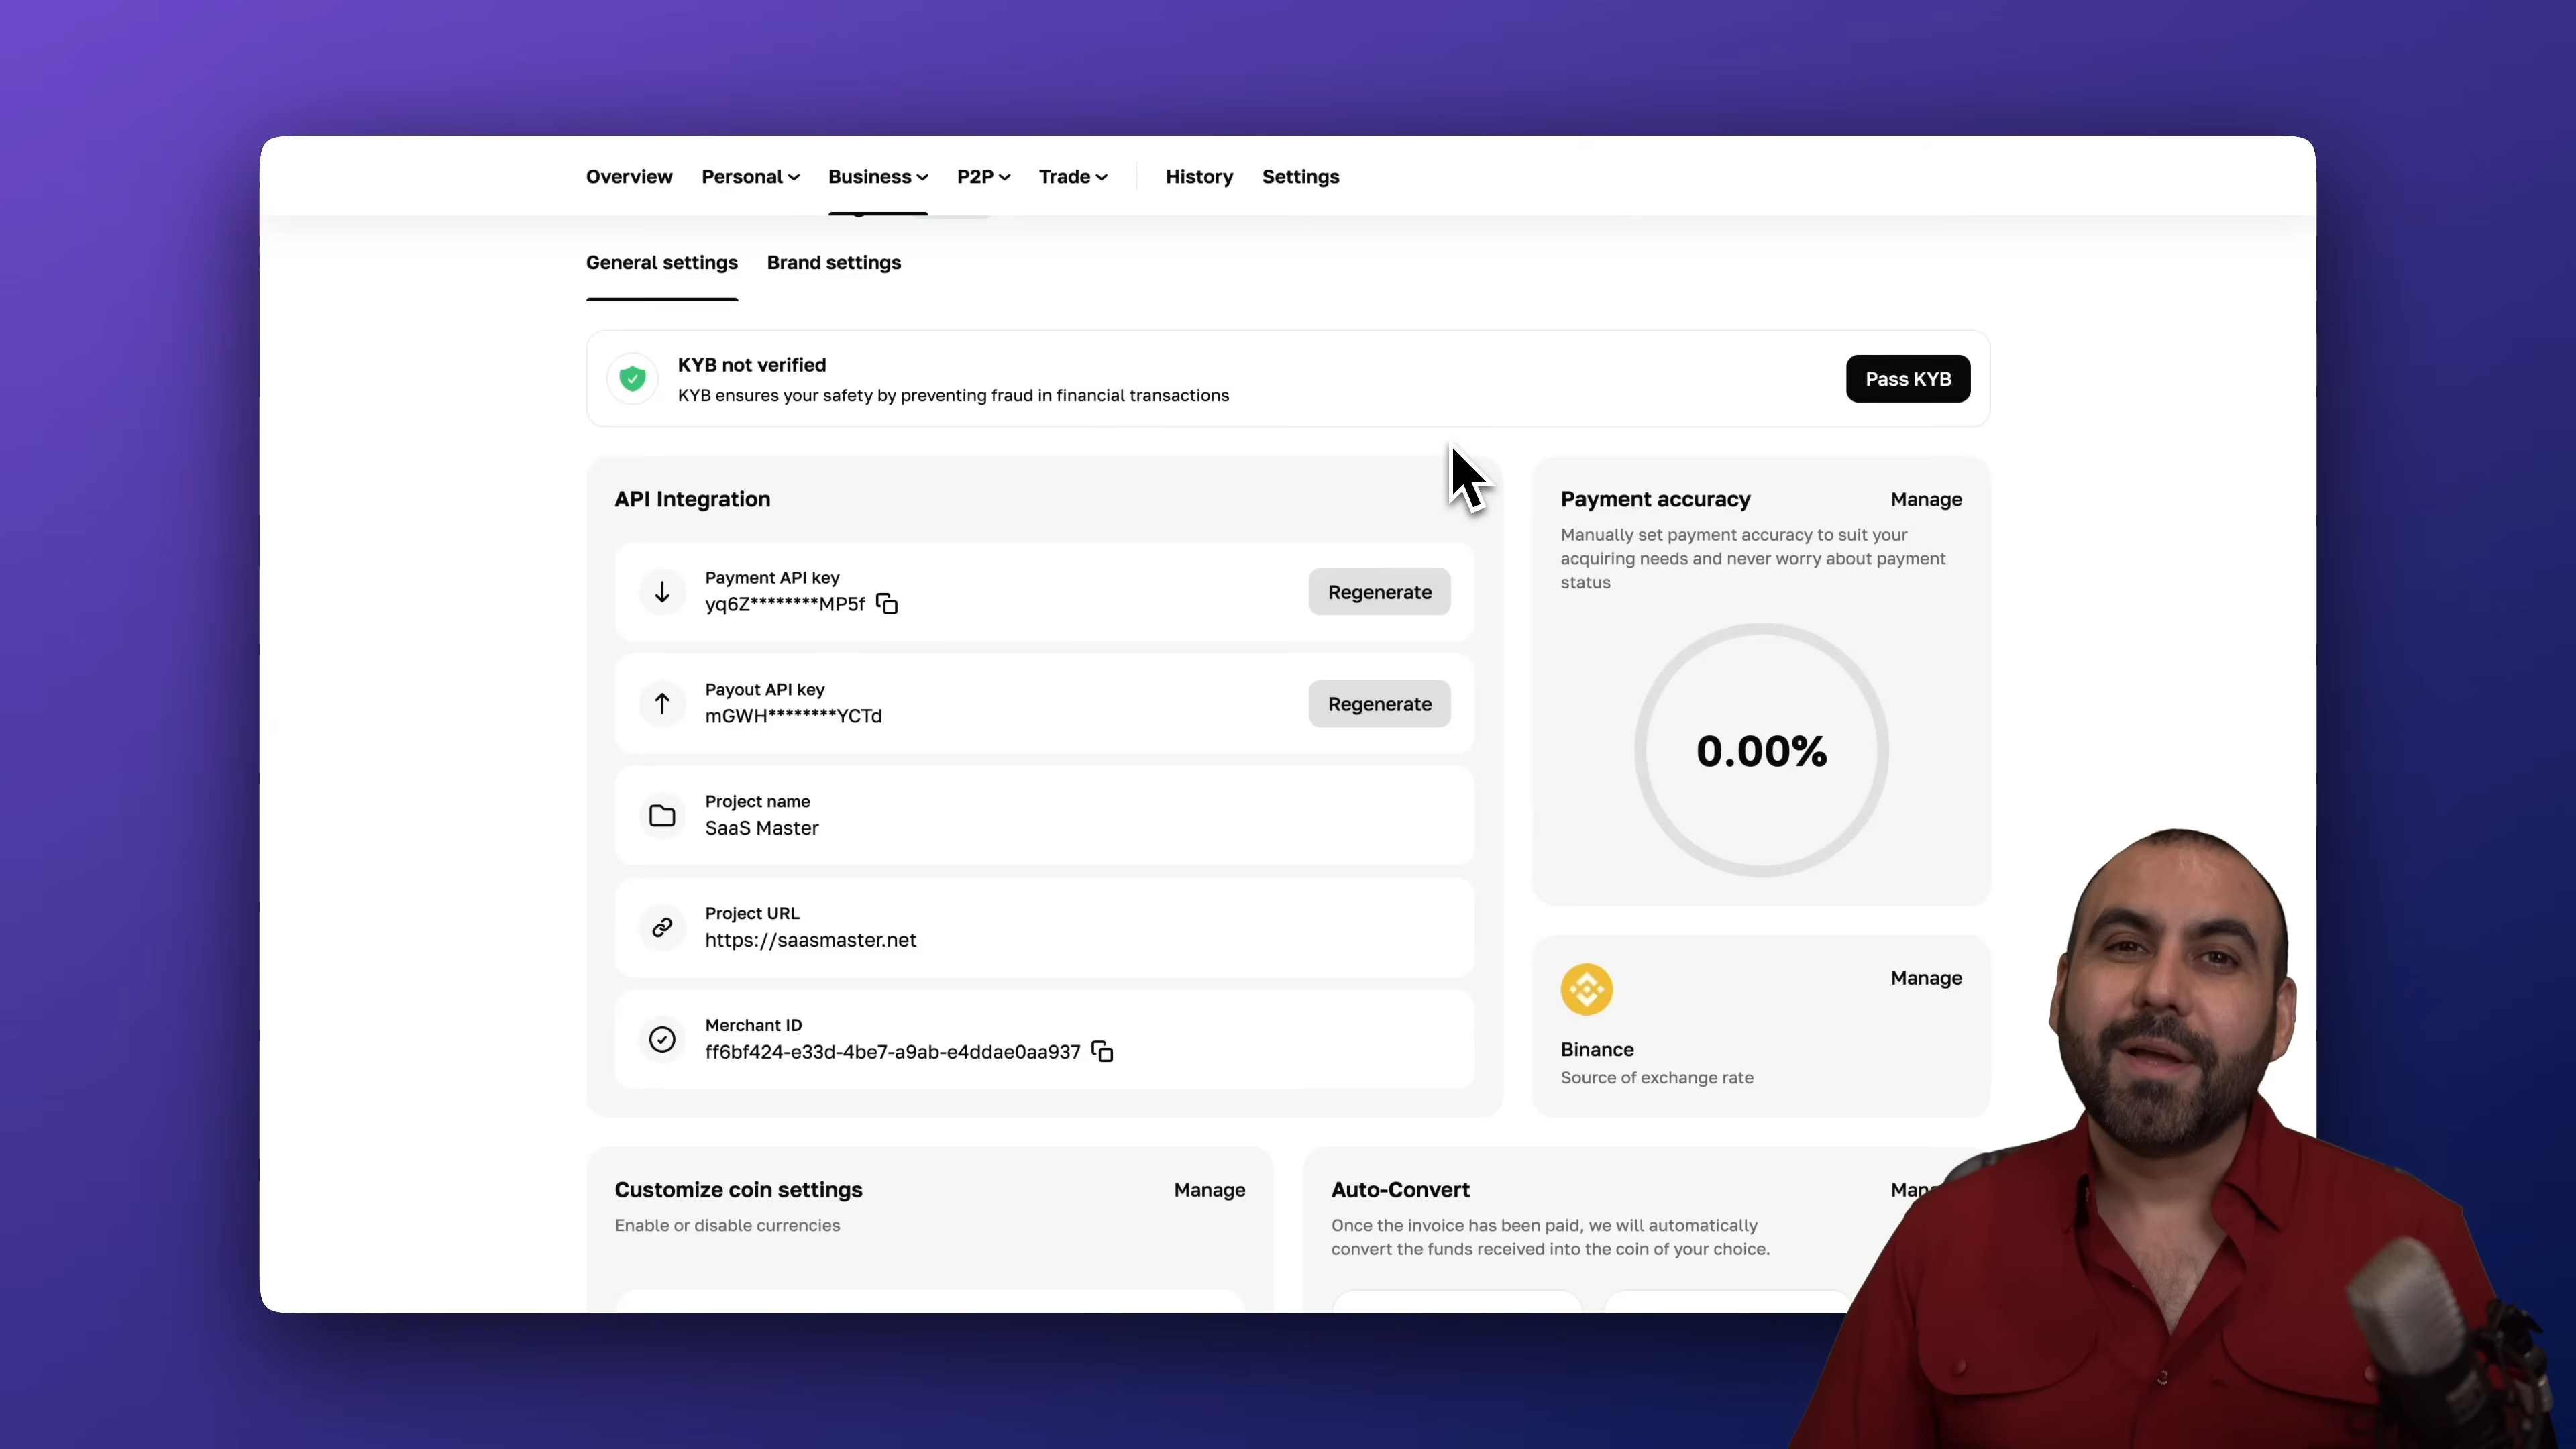 Overview Personal Business P2P Trade History Settings
General settings Brand settings
KYB not verified
KYB ensures your safety by preventing fraud in financial transactions
Pass KYB
API Integration
Payment API key
yq6Z********MP5f
Regenerate
Payout API key
mGWH********YCTd
Regenerate
Project name
SaaS Master
Project URL
https://saasmaster.net
Merchant ID
ff6bf424-e33d-4be7-a9ab-e4ddae0aa937
Payment accuracy
Manage
Manually set payment accuracy to suit your
acquiring needs and never worry about payment
status
0.00%
Manage
Binance
Source of exchange rate
Customize coin settings
Manage
Enable or disable currencies
Auto-Convert
Once the invoice has been paid, we will automatically
convert the funds received into the coin of your choice.